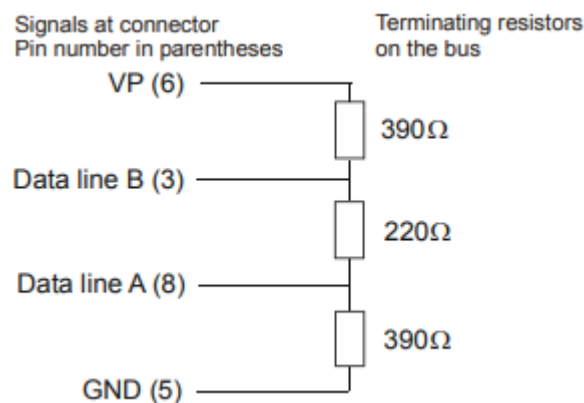 Signals at connector
Pin number in parentheses
Terminating resistors
on the bus
VP (6)
390Ω
Data line B (3)
220Ω
Data line A (8)
390Ω
GND (5)